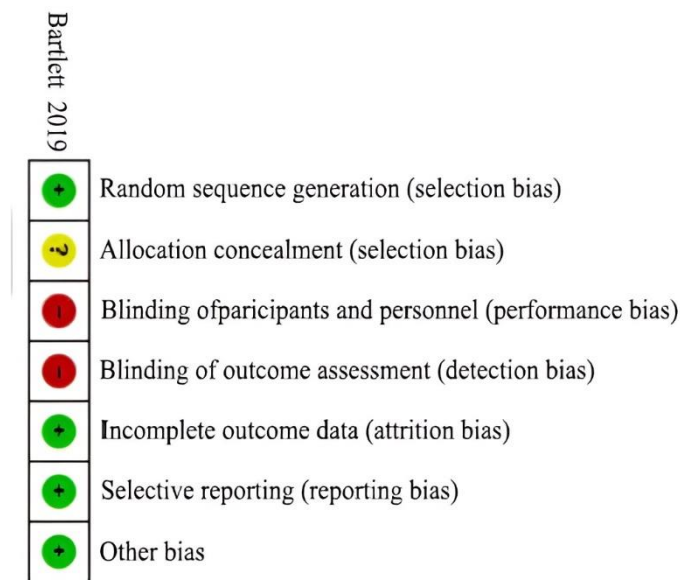 Bartlett 2019
+ Random sequence generation (selection bias)
? Allocation concealment (selection bias)
- Blinding ofparicipants and personnel (performance bias)
- Blinding of outcome assessment (detection bias)
+ Incomplete outcome data (attrition bias)
+ Selective reporting (reporting bias)
+ Other bias